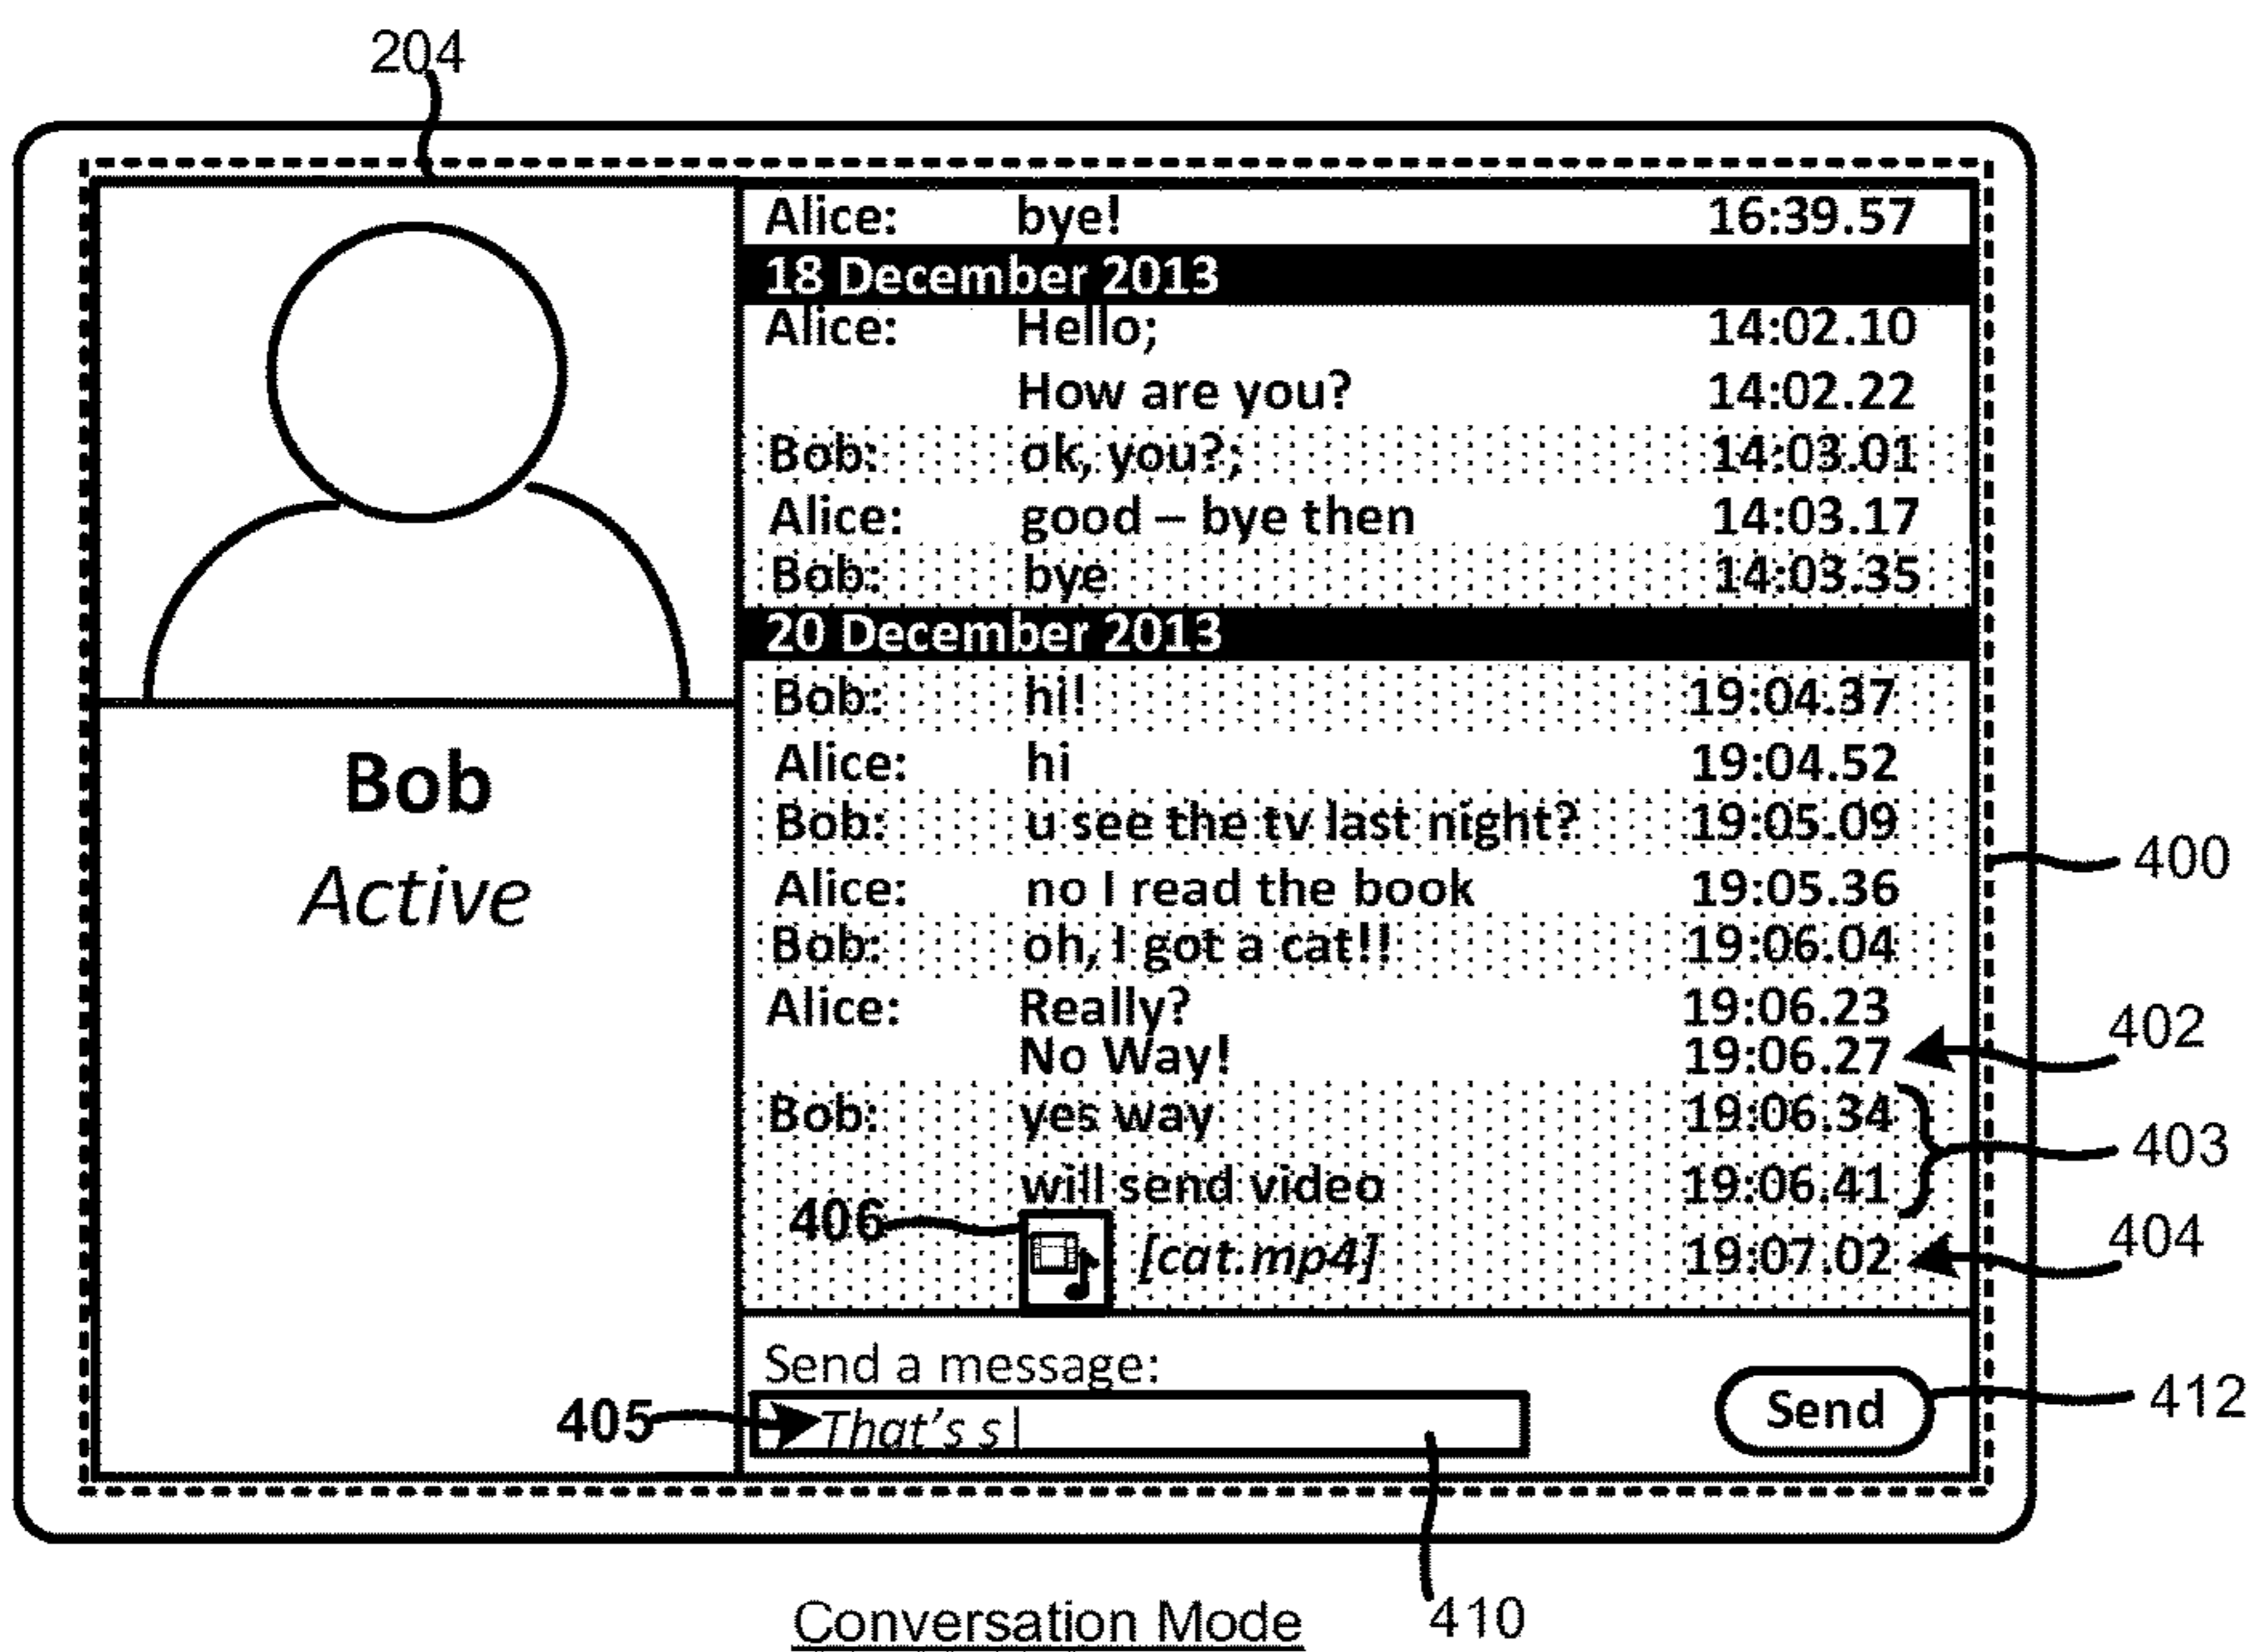 204
Alice: bye! 16:39.57
18 December 2013
Alice: Hello; 14:02.10
How are you? 14:02.22
Bob: ok, you?; 14:03.01
Alice: good – bye then 14:03.17
Bob: bye 14:03.35
20 December 2013
Bob: hi! 19:04.37
Alice: hi 19:04.52
Bob: u see the tv last night? 19:05.09
Alice: no I read the book 19:05.36
Bob: oh, I got a cat!! 19:06.04
Alice: Really? 19:06.23
No Way! 19:06.27
Bob: yes way 19:06.34
will send video 19:06.41
[cat.mp4] 19:07.02
Bob
Active
400
402
403
406
404
Send a message:
405 That's s|
Send
412
410
Conversation Mode